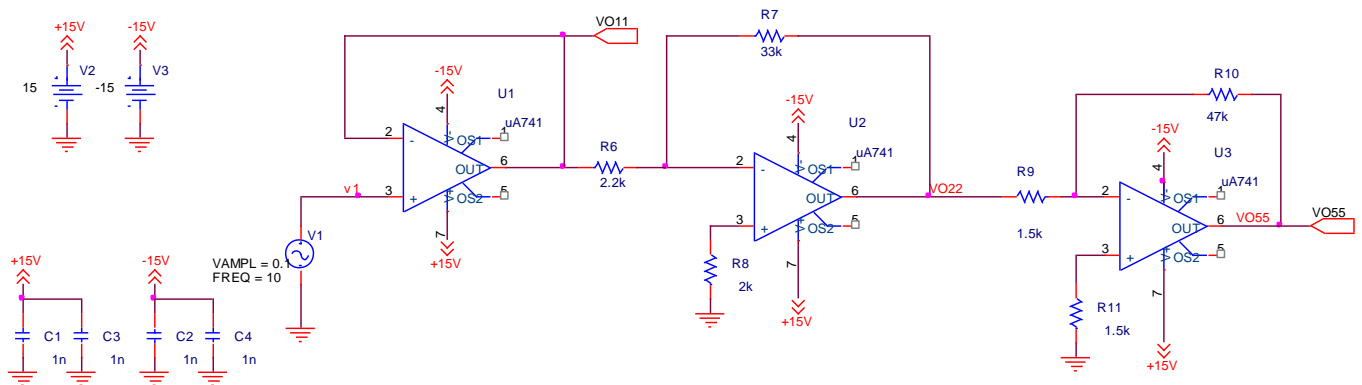 +15V
-15V
V2
15
V3
-15
VO11
R7
33k
-15V
4
U1
uA741
2
-
V-
OS1
1
OUT
6
R6
2.2k
v1
3
+
V+
OS2
5
7
+15V
V1
VAMPL = 0.1
FREQ = 10
-15V
4
U2
uA741
2
-
V-
OS1
1
OUT
6
VO22
3
+
V+
OS2
5
7
+15V
R8
2k
R10
47k
-15V
4
U3
uA741
R9
1.5k
2
-
V-
OS1
1
OUT
6
VO55
VO55
3
+
V+
OS2
5
7
+15V
R11
1.5k
+15V
-15V
C1
1n
C3
1n
C2
1n
C4
1n